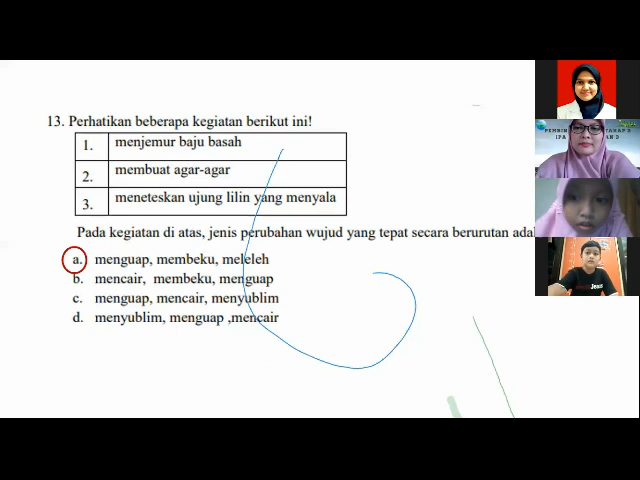 13. Perhatikan beberapa kegiatan berikut ini!
1. menjemur baju basah
2. membuat agar-agar
3. meneteskan ujung lilin yang menyala
Pada kegiatan di atas, jenis perubahan wujud yang tepat secara berurutan adal
a. menguap, membeku, meleleh
b. mencair, membeku, menguap
c. menguap, mencair, menyublim
d. menyublim, menguap ,mencair